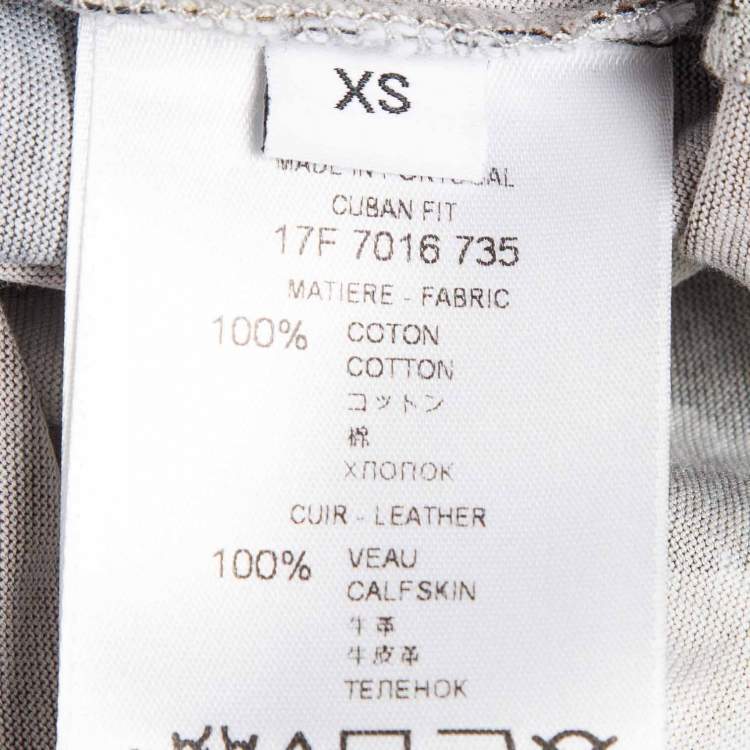 XS
MADE IN PORTUGAL
CUBAN FIT
17F 7016 735
MATIERE - FABRIC
100% COTON
COTTON
コットン
棉
ХЛОПОК
CUIR - LEATHER
100% VEAU
CALFSKIN
牛革
牛皮革
ТЕЛЕНОК